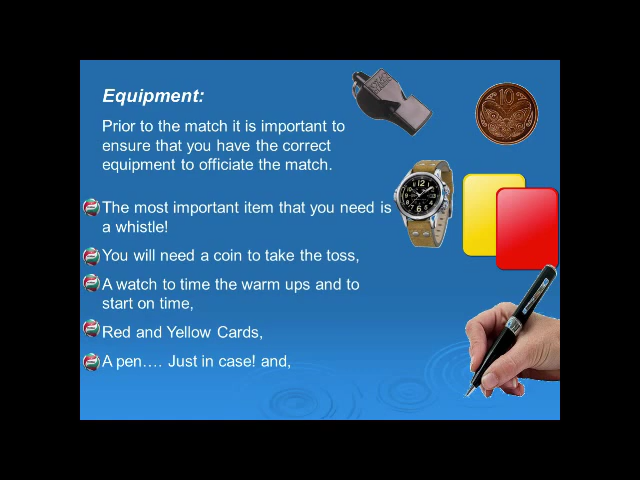 Equipment:
Prior to the match it is important to
ensure that you have the correct
equipment to officiate the match.
The most important item that you need is
a whistle!
You will need a coin to take the toss,
A watch to time the warm ups and to
start on time,
Red and Yellow Cards,
A pen…. Just in case! and,
10